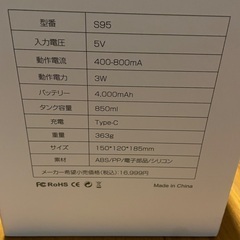 型番 S95
入力電圧 5V
動作電流 400-800mA
動作電力 3W
バッテリー 4,000mAh
タンク容量 850ml
充電 Type-C
重量 363g
サイズ 150*120*185mm
素材 ABS/PP/電子部品/シリコン
メーカー希望小売価格(税込):16,999円
FC RoHS CE Made in China